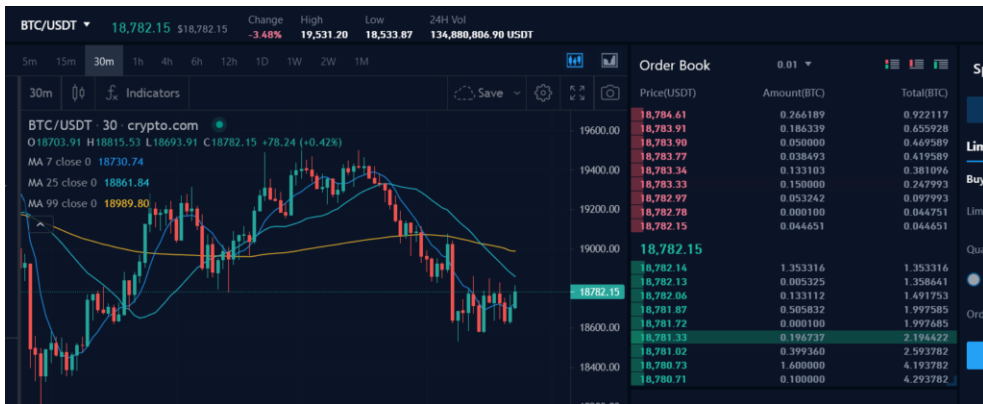 BTC/USDT 18,782.15 $18,782.15 Change High Low 24H Vol
-3.48% 19,531.20 18,533.87 134,880,806.90 USDT
5m 15m 30m 1h 4h 6h 12h 1D 1W 2W 1M
30m fx Indicators Save
BTC/USDT · 30 · crypto.com
O18703.91 H18815.53 L18693.91 C18782.15 +78.24 (+0.42%)
MA 7 close 0 18730.74
MA 25 close 0 18861.84
MA 99 close 0 18989.80
19600.00
19400.00
19200.00
19000.00
18782.15
18600.00
18400.00
Order Book 0.01
Price(USDT) Amount(BTC) Total(BTC)
18,784.61 0.266189 0.922117
18,783.91 0.186339 0.655928
18,783.90 0.050000 0.469589
18,783.77 0.038493 0.419589
18,783.34 0.133103 0.381096
18,783.33 0.150000 0.247993
18,782.97 0.053242 0.097993
18,782.78 0.000100 0.044751
18,782.15 0.044651 0.044651
18,782.15
18,782.14 1.353316 1.353316
18,782.13 0.005325 1.358641
18,782.06 0.133112 1.491753
18,781.87 0.505832 1.997585
18,781.72 0.000100 1.997685
18,781.33 0.196737 2.194422
18,781.02 0.399360 2.593782
18,780.73 1.600000 4.193782
18,780.71 0.100000 4.293782
Sp
Lim
Buy
Lim
Qua
Ord